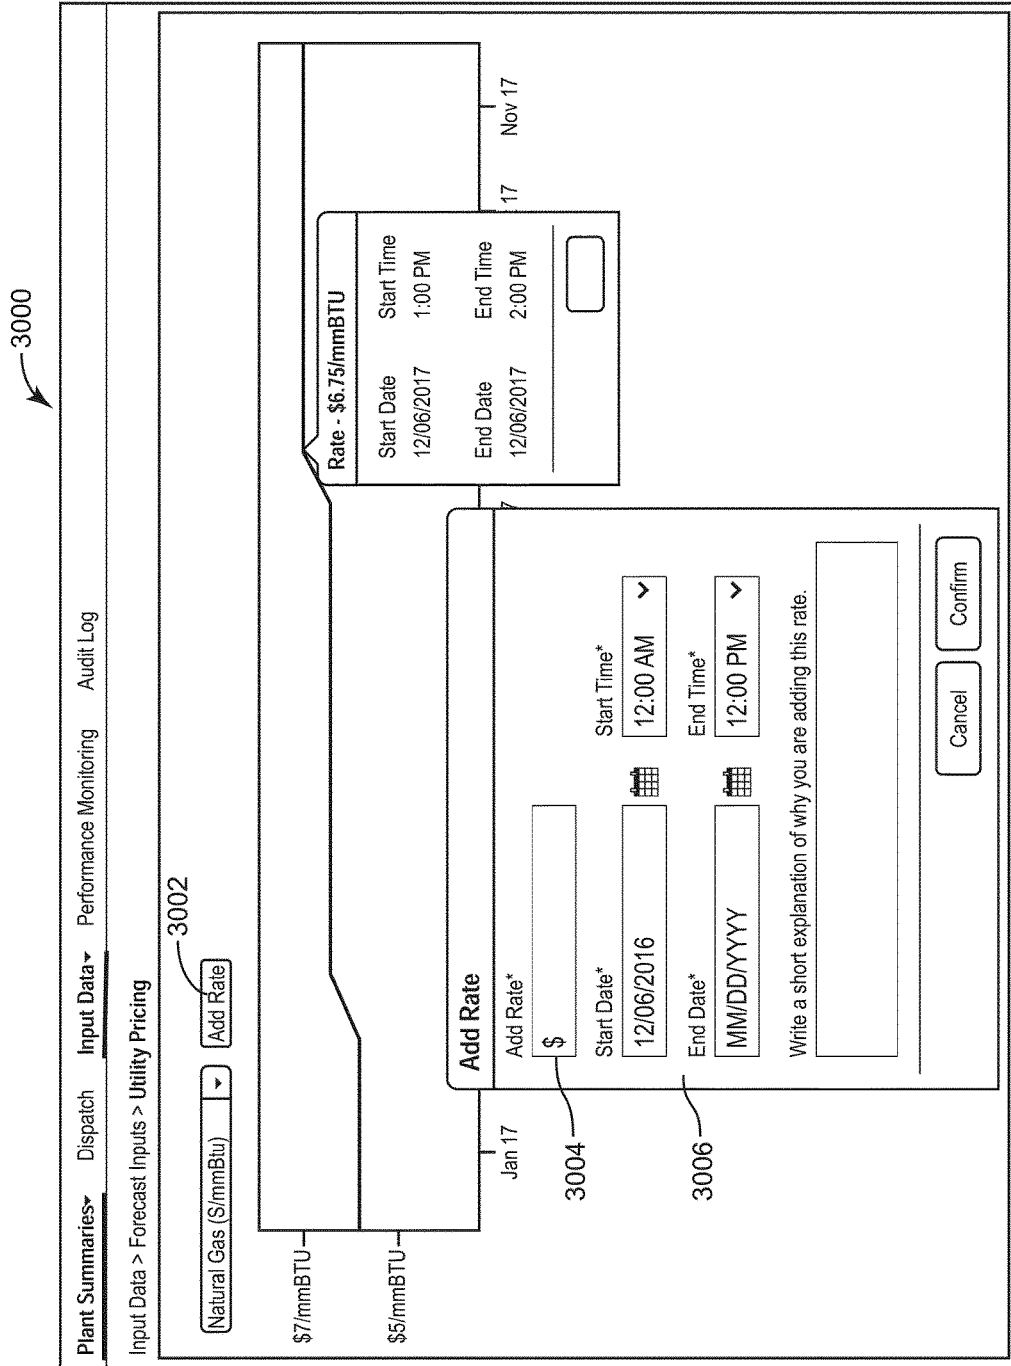 3000
Plant Summaries Dispatch Input Data Performance Monitoring Audit Log
Input Data > Forecast Inputs > Utility Pricing
Natural Gas (S/mmBtu) Add Rate
3002
$7/mmBTU
$5/mmBTU
Jan 17
7
17
Nov 17
Rate - $6.75/mmBTU
Start Date Start Time
12/06/2017 1:00 PM
End Date End Time
12/06/2017 2:00 PM
Add Rate
Add Rate*
$
3004
Start Date* Start Time*
12/06/2016 12:00 AM
3006
End Date* End Time*
MM/DD/YYYY 12:00 PM
Write a short explanation of why you are adding this rate.
Cancel Confirm